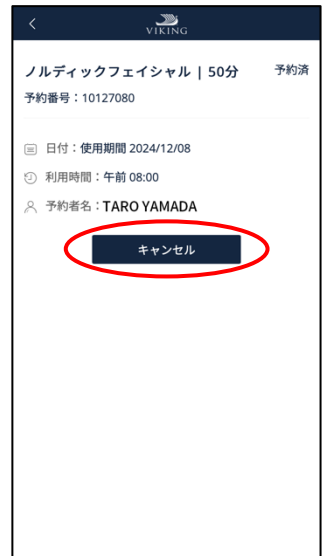 VIKING
ノルディックフェイシャル | 50分 予約済
予約番号：10127080
日付：使用期間 2024/12/08
利用時間：午前 08:00
予約者名：TARO YAMADA
キャンセル